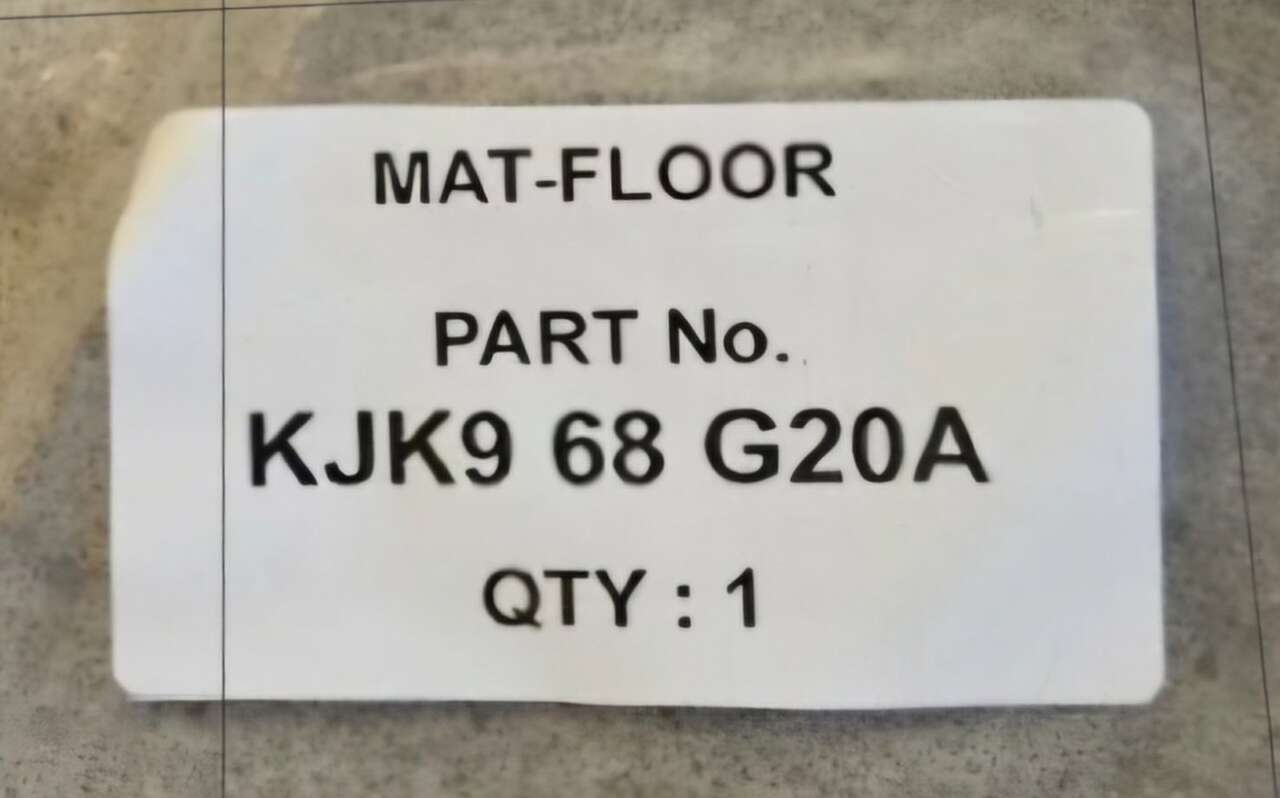 MAT-FLOOR
PART No.
KJK9 68 G20A
QTY : 1